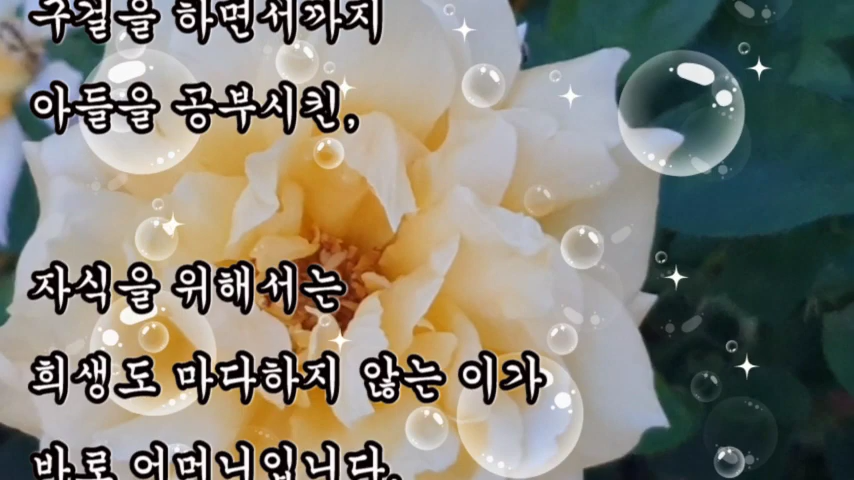 구걸을 하면서까지
아들을 공부시킨,
자식을 위해서는
희생도 마다하지 않는 이가
바로 어머니입니다.